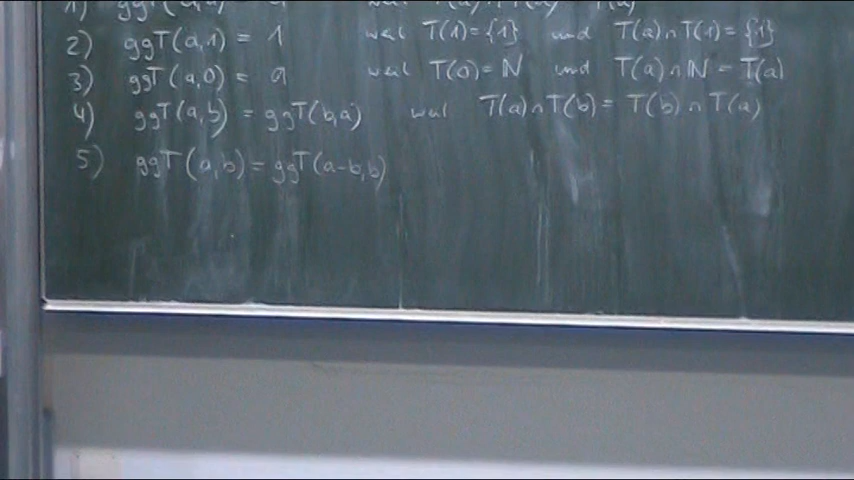 2) ggT(a,1) = 1 weil T(1)={1} und T(a)∩T(1)={1}
3) ggT(a,0) = a weil T(0)=ℕ und T(a)∩ℕ=T(a)
4) ggT(a,b) = ggT(b,a) weil T(a)∩T(b)=T(b)∩T(a)
5) ggT(a,b)=ggT(a-b,b)